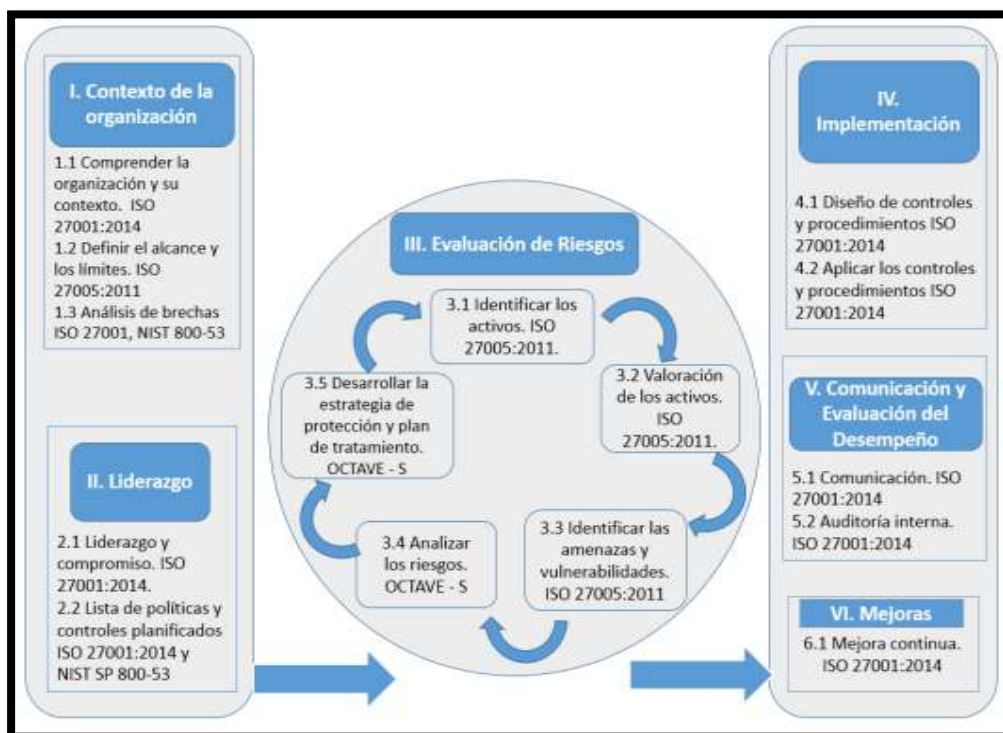 I. Contexto de la
organización
1.1 Comprender la
organización y su
contexto. ISO
27001:2014
1.2 Definir el alcance y
los límites. ISO
27005:2011
1.3 Análisis de brechas
ISO 27001, NIST 800-53
II. Liderazgo
2.1 Liderazgo y
compromiso. ISO
27001:2014.
2.2 Lista de políticas y
controles planificados
ISO 27001:2014 y
NIST SP 800-53
III. Evaluación de Riesgos
3.1 Identificar los
activos. ISO
27005:2011.
3.2 Valoración
de los activos.
ISO
27005:2011.
3.3 Identificar las
amenazas y
vulnerabilidades.
ISO 27005:2011
3.4 Analizar
los riesgos.
OCTAVE - S
3.5 Desarrollar la
estrategia de
protección y plan
de tratamiento.
OCTAVE - S
IV.
Implementación
4.1 Diseño de controles
y procedimientos ISO
27001:2014
4.2 Aplicar los controles
y procedimientos ISO
27001:2014
V. Comunicación y
Evaluación del
Desempeño
5.1 Comunicación. ISO
27001:2014
5.2 Auditoría interna.
ISO 27001:2014
VI. Mejoras
6.1 Mejora continua.
ISO 27001:2014